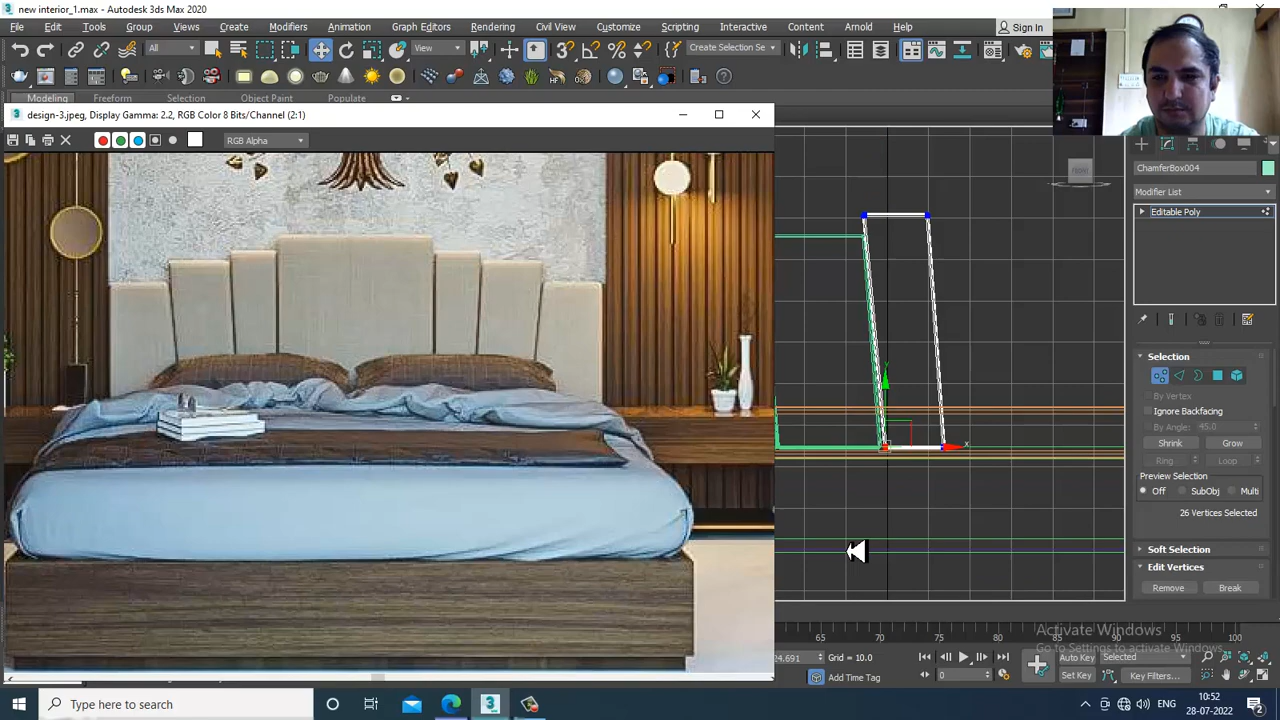 new interior_1.max - Autodesk 3ds Max 2020
File Edit Tools Group Views Create Modifiers Animation Graph Editors Rendering Civil View Customize Scripting Interactive Content Arnold Help Sign In
All View Create Selection Se
Modeling Freeform Selection Object Paint Populate
design-3.jpeg, Display Gamma: 2.2, RGB Color 8 Bits/Channel (2:1)
RGB Alpha
ChamferBox004
Modifier List
Editable Poly
Selection
By Vertex
Ignore Backfacing
By Angle: 45.0
Shrink Grow
Ring Loop
Preview Selection
Off SubObj Multi
26 Vertices Selected
Soft Selection
Edit Vertices
Remove Break
x
65 70 75 80 85 90 95 100
Activate Windows
Go to Settings to activate Windows.
24.691 Grid = 10.0 Auto Key Selected
Add Time Tag 0 Set Key Key Filters...
Type here to search
ENG
10:52
28-07-2022
2